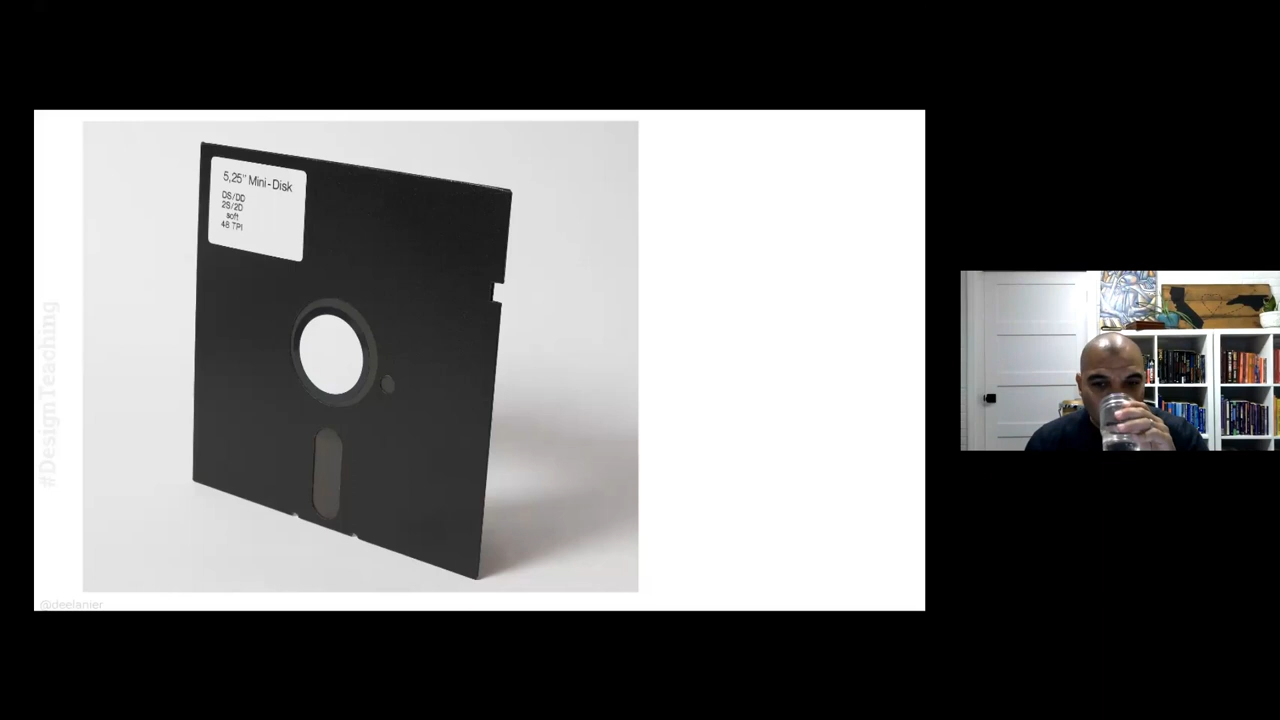 5,25" Mini-Disk
DS/DD
2S/2D
soft
48 TPI
#DesignTeaching
@deelanier